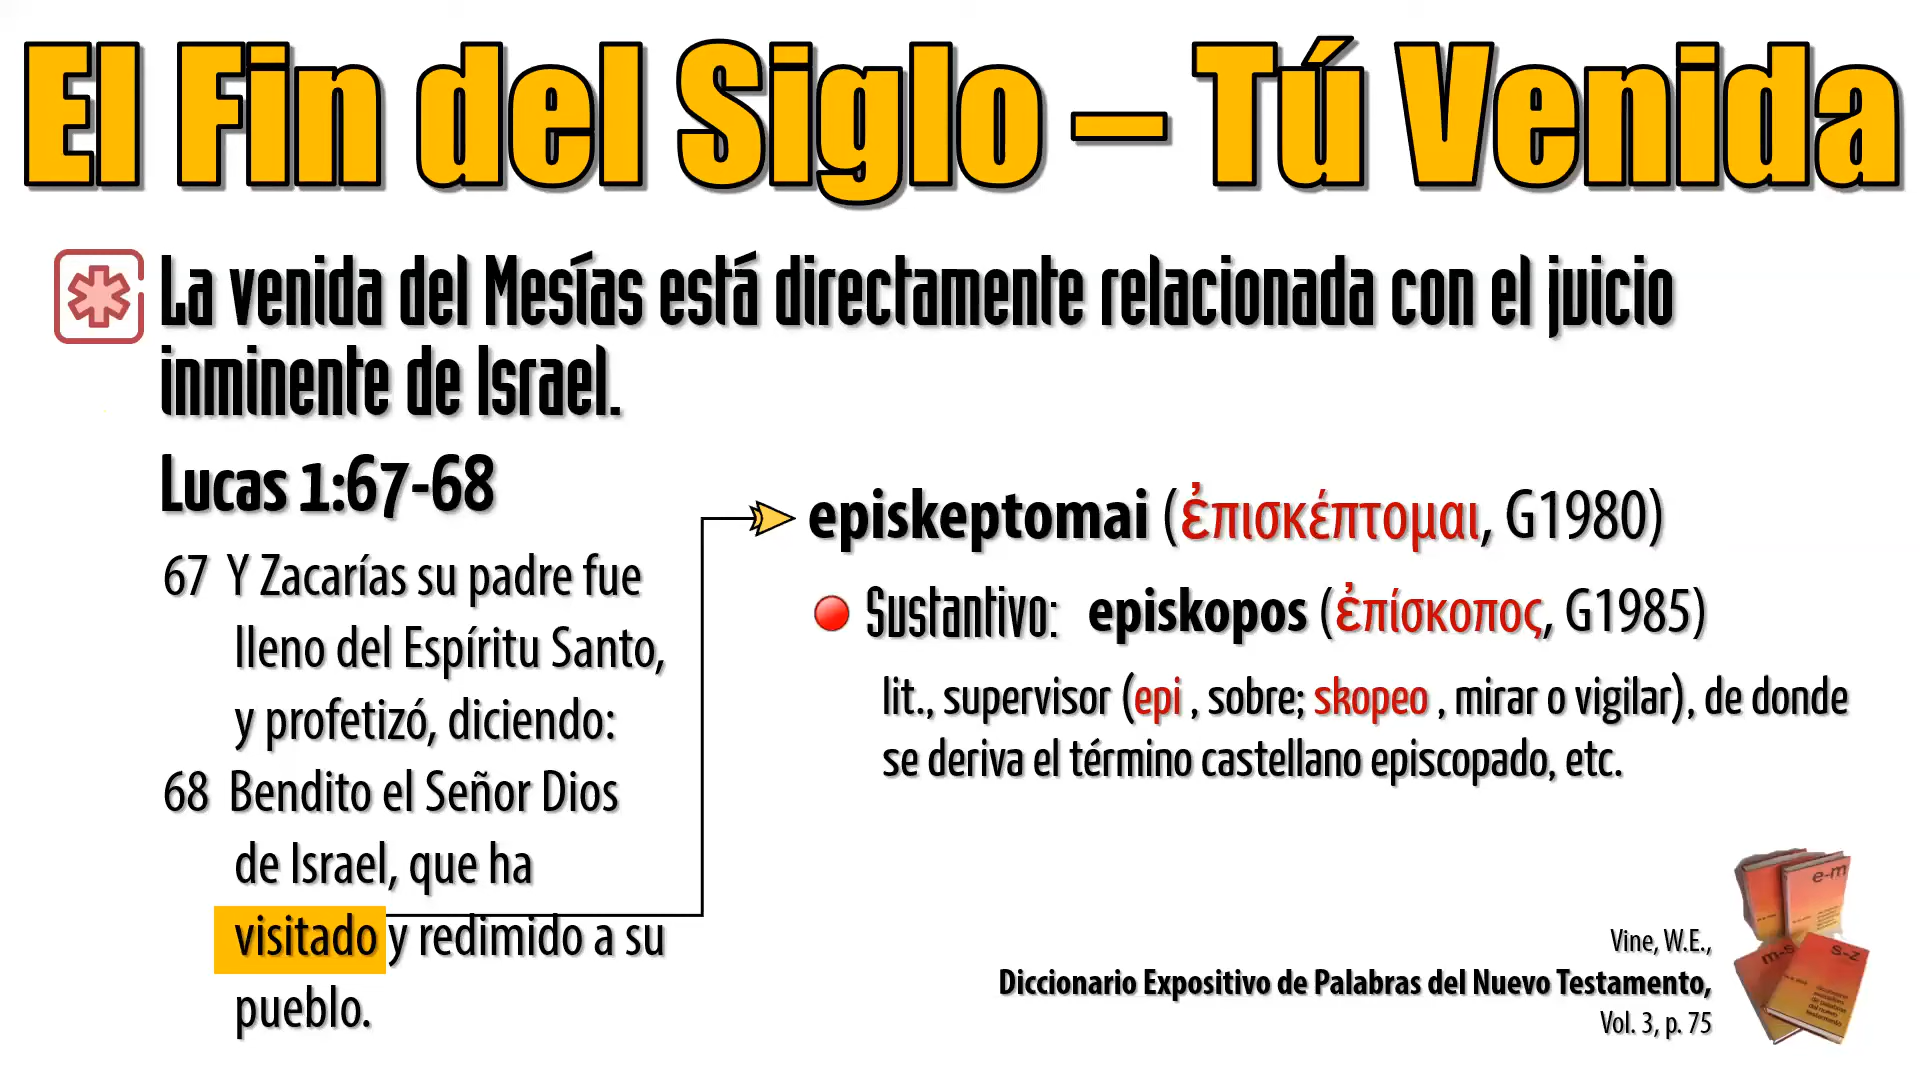 El Fin del Siglo – Tú Venida
La venida del Mesías está directamente relacionada con el juicio
inminente de Israel.
Lucas 1:67-68
67 Y Zacarías su padre fue
lleno del Espíritu Santo,
y profetizó, diciendo:
68 Bendito el Señor Dios
de Israel, que ha
visitado y redimido a su
pueblo.
episkeptomai (ἐπισκέπτομαι, G1980)
Sustantivo: episkopos (ἐπίσκοπος, G1985)
lit., supervisor (epi , sobre; skopeo , mirar o vigilar), de donde
se deriva el término castellano episcopado, etc.
Vine, W.E.,
Diccionario Expositivo de Palabras del Nuevo Testamento,
Vol. 3, p. 75
e-m
m-s
s-z